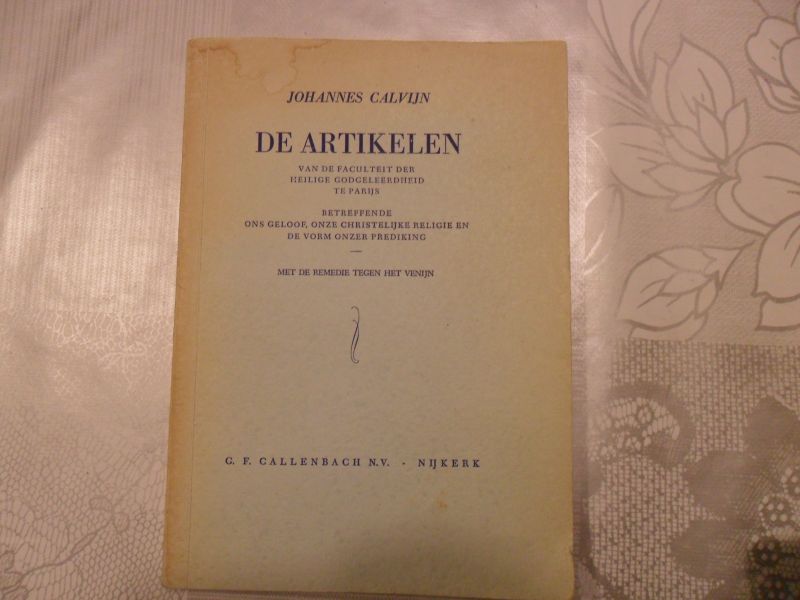 JOHANNES CALVIJN
DE ARTIKELEN
VAN DE FACULTEIT DER
HEILIGE GODGELEERDHEID
TE PARIJS
BETREFFENDE
ONS GELOOF, ONZE CHRISTELIJKE RELIGIE EN
DE VORM ONZER PREDIKING
MET DE REMEDIE TEGEN HET VENIJN
G. F. CALLENBACH N.V. · NIJKERK